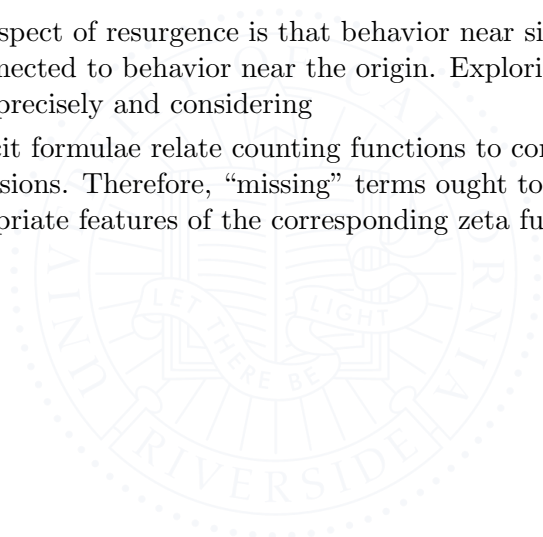 spect of resurgence is that behavior near si
nected to behavior near the origin. Explori
precisely and considering
cit formulae relate counting functions to co
sions. Therefore, “missing” terms ought to
priate features of the corresponding zeta fu
LET THERE BE LIGHT
RIVERSIDE